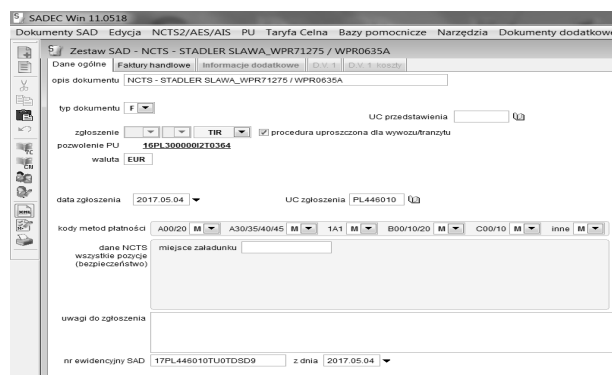 SADEC Win 11.0518
Dokumenty SAD Edycja NCTS2/AES/AIS PU Taryfa Celna Bazy pomocnicze Narzędzia Dokumenty dodatkow
Zestaw SAD - NCTS - STADLER SLAWA_WPR71275 / WPR0635A
Dane ogólne Faktury handlowe Informacje dodatkowe D.V. 1 D.V. 1 koszty
opis dokumentu NCTS - STADLER SLAWA_WPR71275 / WPR0635A
typ dokumentu F
UC przedstawienia
zgłoszenie TIR procedura uproszczona dla wywozu/tranzytu
pozwolenie PU 16PL300000I2T0364
waluta EUR
data zgłoszenia 2017.05.04 UC zgłoszenia PL446010
kody metod płatności A00/20 M A30/35/40/45 M 1A1 M B00/10/20 M C00/10 M inne M
dane NCTS miejsce załadunku
wszystkie pozycje
(bezpieczeństwo)
uwagi do zgłoszenia
nr ewidencyjny SAD 17PL446010TU0TDSD9 z dnia 2017.05.04